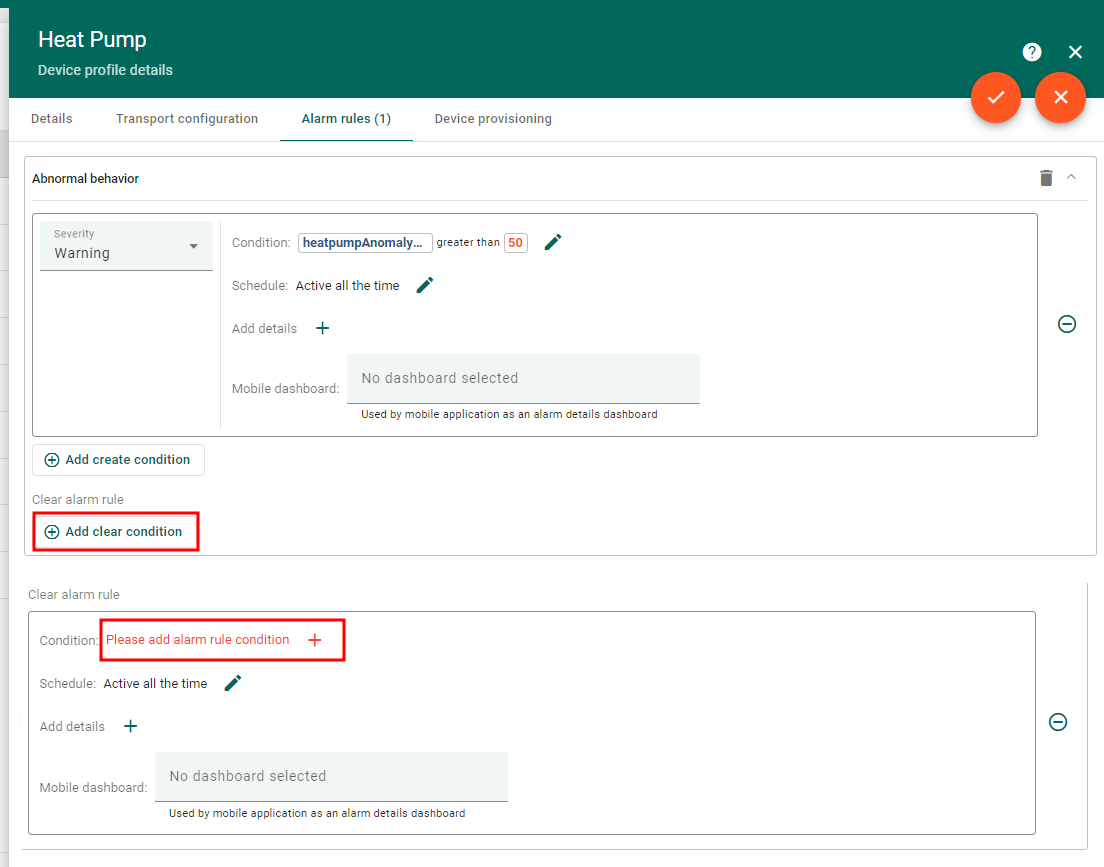 Heat Pump
Device profile details
Details Transport configuration Alarm rules (1) Device provisioning
Abnormal behavior
Severity
Warning
Condition: heatpumpAnomaly... greater than 50
Schedule: Active all the time
Add details
Mobile dashboard: No dashboard selected
Used by mobile application as an alarm details dashboard
Add create condition
Clear alarm rule
Add clear condition
Clear alarm rule
Condition: Please add alarm rule condition
Schedule: Active all the time
Add details
Mobile dashboard: No dashboard selected
Used by mobile application as an alarm details dashboard